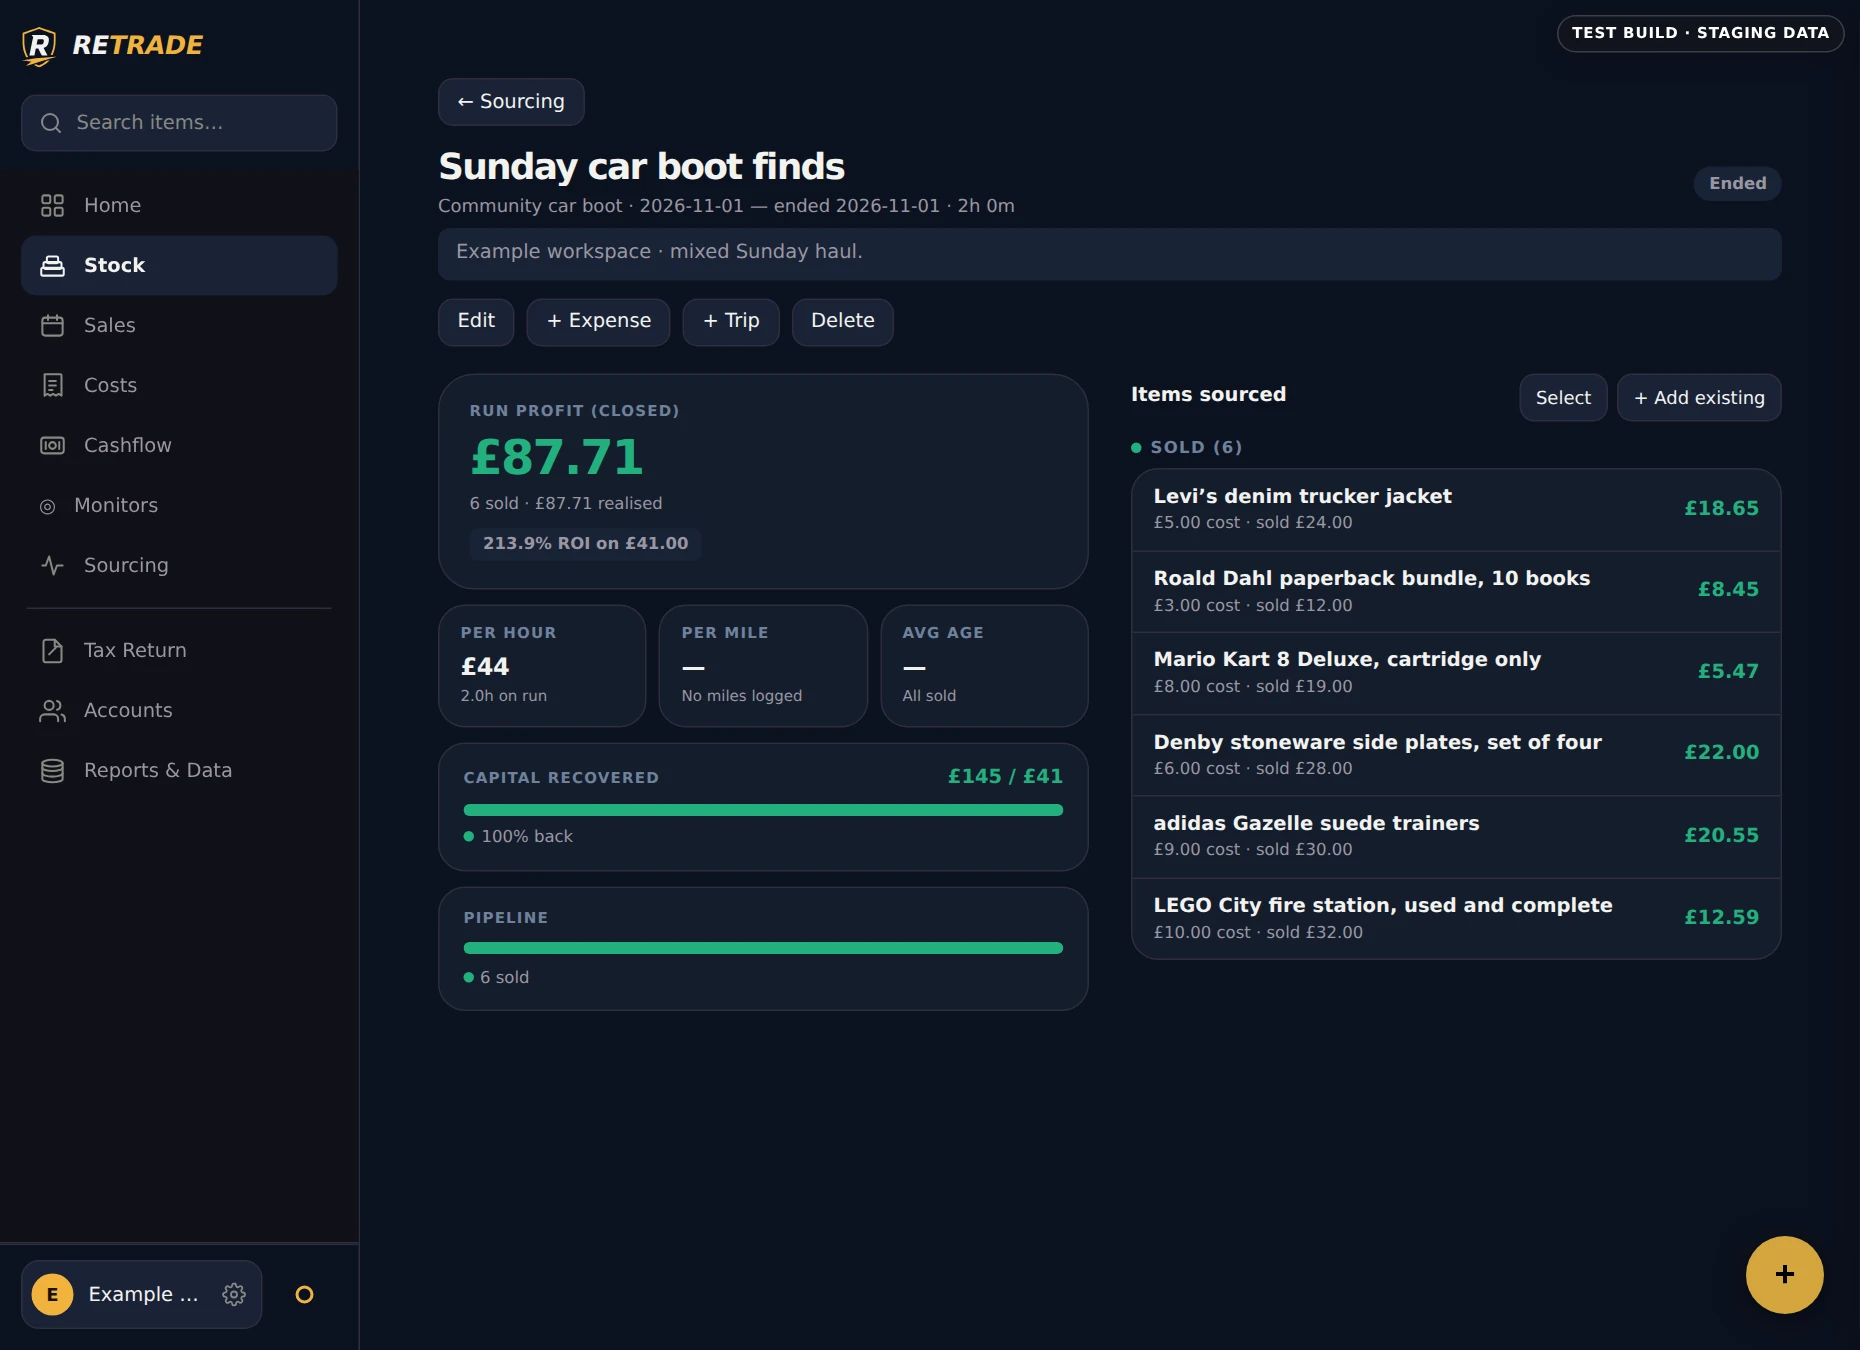 RETRADE
TEST BUILD · STAGING DATA
Search items...
Home
Stock
Sales
Costs
Cashflow
Monitors
Sourcing
Tax Return
Accounts
Reports & Data
E
Example ...
← Sourcing
Sunday car boot finds
Community car boot · 2026-11-01 — ended 2026-11-01 · 2h 0m
Ended
Example workspace · mixed Sunday haul.
Edit
+ Expense
+ Trip
Delete
RUN PROFIT (CLOSED)
£87.71
6 sold · £87.71 realised
213.9% ROI on £41.00
PER HOUR
£44
2.0h on run
PER MILE
—
No miles logged
AVG AGE
—
All sold
CAPITAL RECOVERED
£145 / £41
100% back
PIPELINE
6 sold
Items sourced
Select
+ Add existing
SOLD (6)
Levi’s denim trucker jacket
£5.00 cost · sold £24.00
£18.65
Roald Dahl paperback bundle, 10 books
£3.00 cost · sold £12.00
£8.45
Mario Kart 8 Deluxe, cartridge only
£8.00 cost · sold £19.00
£5.47
Denby stoneware side plates, set of four
£6.00 cost · sold £28.00
£22.00
adidas Gazelle suede trainers
£9.00 cost · sold £30.00
£20.55
LEGO City fire station, used and complete
£10.00 cost · sold £32.00
£12.59
+